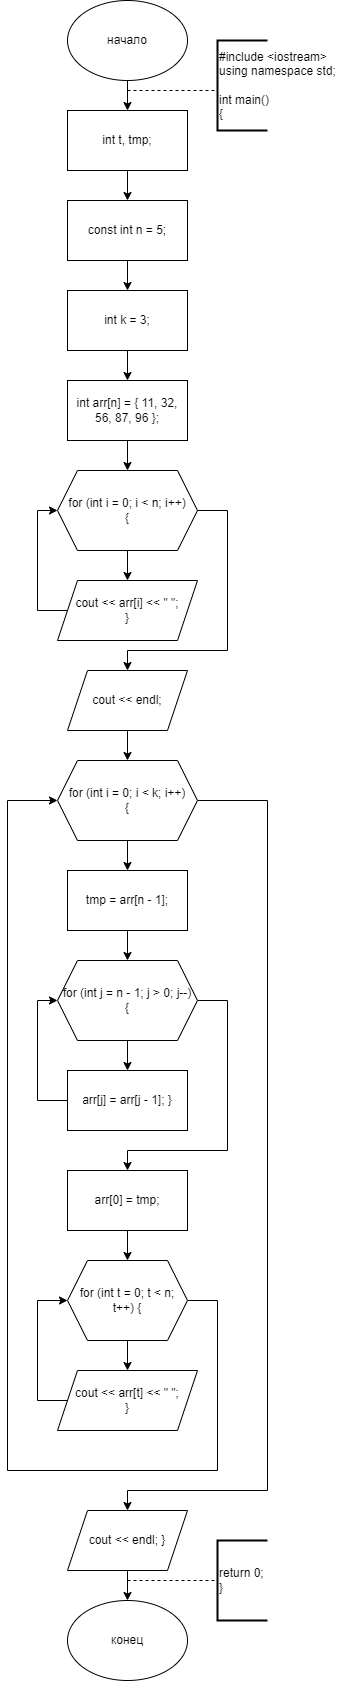 начало
#include <iostream>
using namespace std;
int main()
{
int t, tmp;
const int n = 5;
int k = 3;
int arr[n] = { 11, 32,
56, 87, 96 };
for (int i = 0; i < n; i++)
{
cout << arr[i] << " ";
}
cout << endl;
for (int i = 0; i < k; i++)
{
tmp = arr[n - 1];
for (int j = n - 1; j > 0; j--)
{
arr[j] = arr[j - 1]; }
arr[0] = tmp;
for (int t = 0; t < n;
t++) {
cout << arr[t] << " ";
}
cout << endl; }
return 0;
}
конец